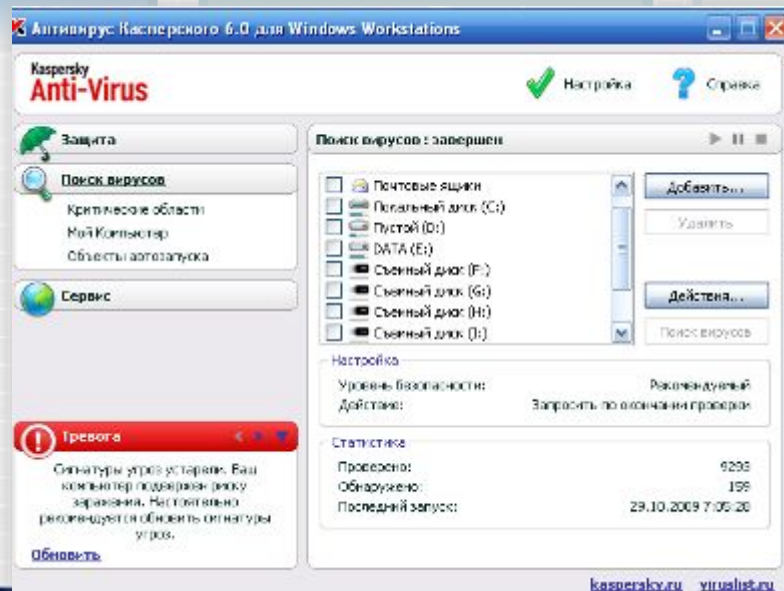 Антивирус Касперского 6.0 для Windows Workstations
Kaspersky
Anti-Virus
Настройка
Справка
Защита
Поиск вирусов
Критические области
Мой Компьютер
Объекты автозапуска
Сервис
Тревога
Сигнатуры угроз устарели. Ваш
компьютер подвержен риску
заражения. Настоятельно
рекомендуется обновить сигнатуры
угроз.
Обновить
Поиск вирусов : завершен
Почтовые ящики
Локальный диск (C:)
Пустой (D:)
DATA (E:)
Съемный диск (F:)
Съемный диск (G:)
Съемный диск (H:)
Съемный диск (I:)
Добавить...
Удалить
Действия...
Поиск вирусов
Настройка
Уровень безопасности: Рекомендуемый
Действие: Запросить по окончании проверки
Статистика
Проверено: 9293
Обнаружено: 159
Последний запуск: 29.10.2009 7:05:28
kaspersky.ru viruslist.ru